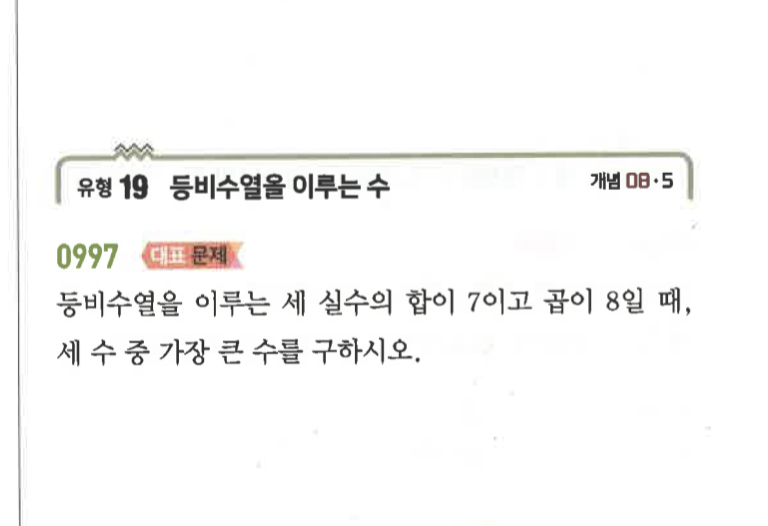 유형 19 등비수열을 이루는 수
개념 08·5
0997 대표 문제
등비수열을 이루는 세 실수의 합이 7이고 곱이 8일 때,
세 수 중 가장 큰 수를 구하시오.